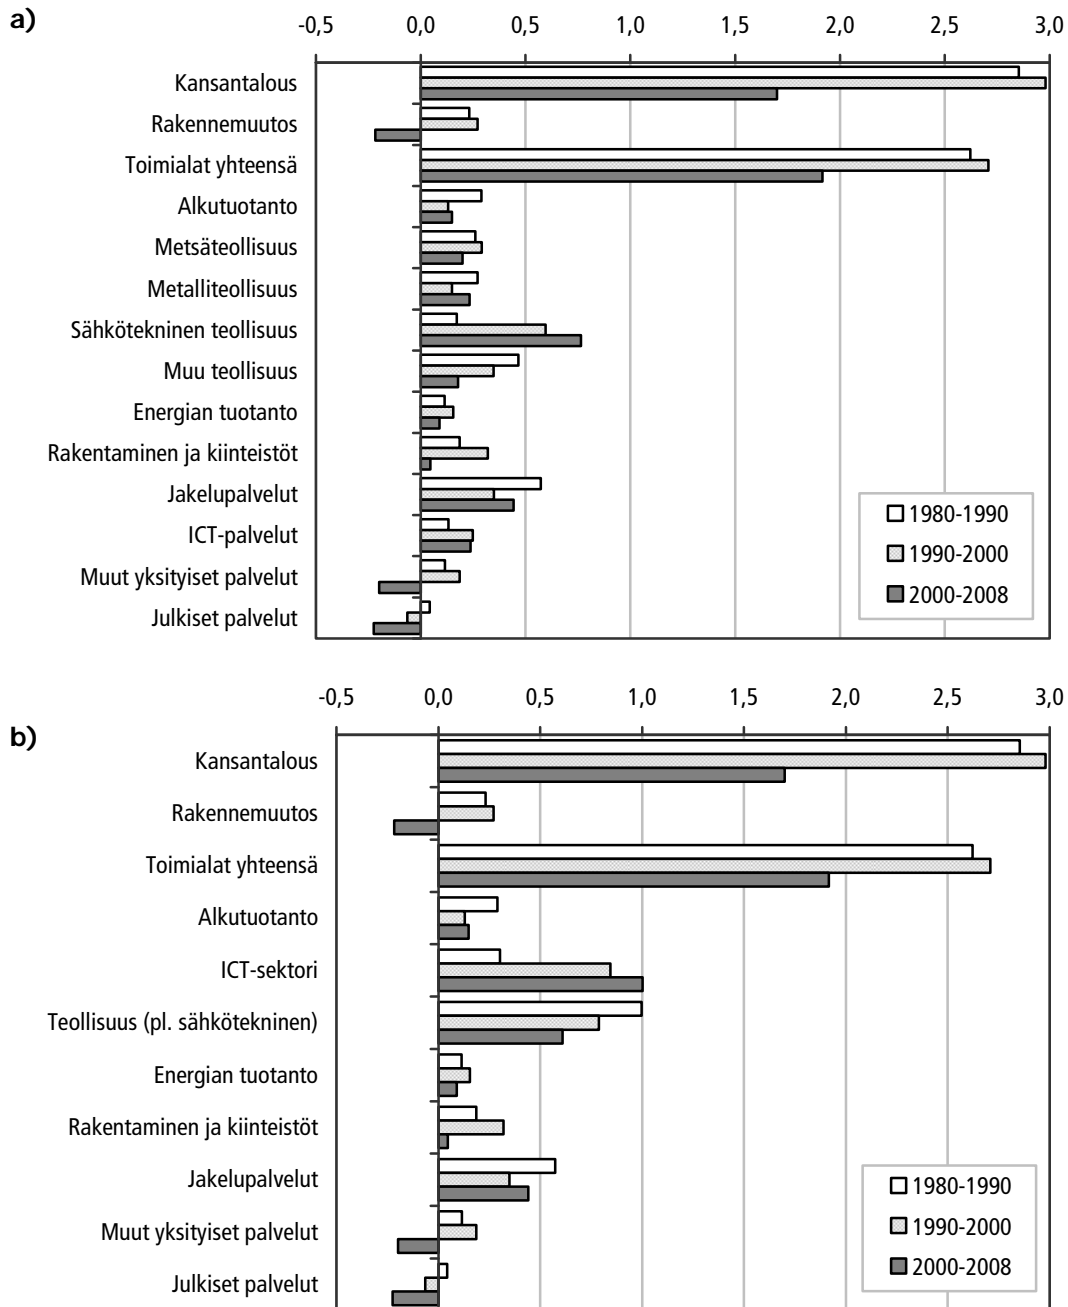 a)
-0,5 0,0 0,5 1,0 1,5 2,0 2,5 3,0
Kansantalous
Rakennemuutos
Toimialat yhteensä
Alkutuotanto
Metsäteollisuus
Metalliteollisuus
Sähkötekninen teollisuus
Muu teollisuus
Energian tuotanto
Rakentaminen ja kiinteistöt
Jakelupalvelut
ICT-palvelut
Muut yksityiset palvelut
Julkiset palvelut
1980-1990
1990-2000
2000-2008
b)
-0,5 0,0 0,5 1,0 1,5 2,0 2,5 3,0
Kansantalous
Rakennemuutos
Toimialat yhteensä
Alkutuotanto
ICT-sektori
Teollisuus (pl. sähkötekninen)
Energian tuotanto
Rakentaminen ja kiinteistöt
Jakelupalvelut
Muut yksityiset palvelut
Julkiset palvelut
1980-1990
1990-2000
2000-2008